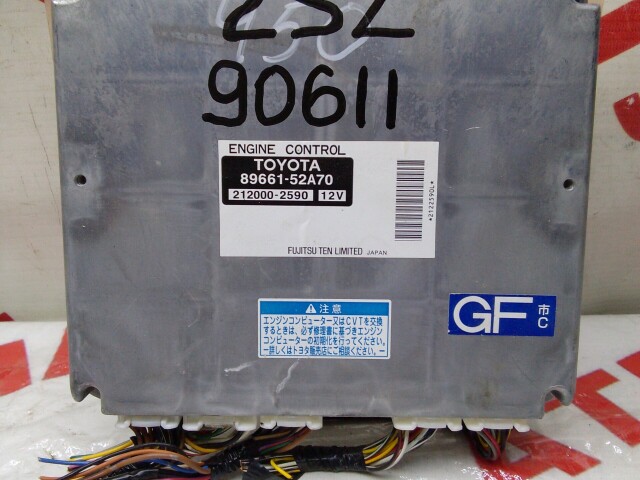 2SZ
450
90611
ENGINE CONTROL
TOYOTA
89661-52A70
212000-2590 12V
*2122590L*
FUJITSU TEN LIMITED JAPAN
⚠注意
エンジンコンピューター又はCVTを交換
するときは、必ず修理書に基づきエンジン
コンピューターの初期化を行ってください。
－詳しくはトヨタ販売店にご相談ください。－
GF 市
C